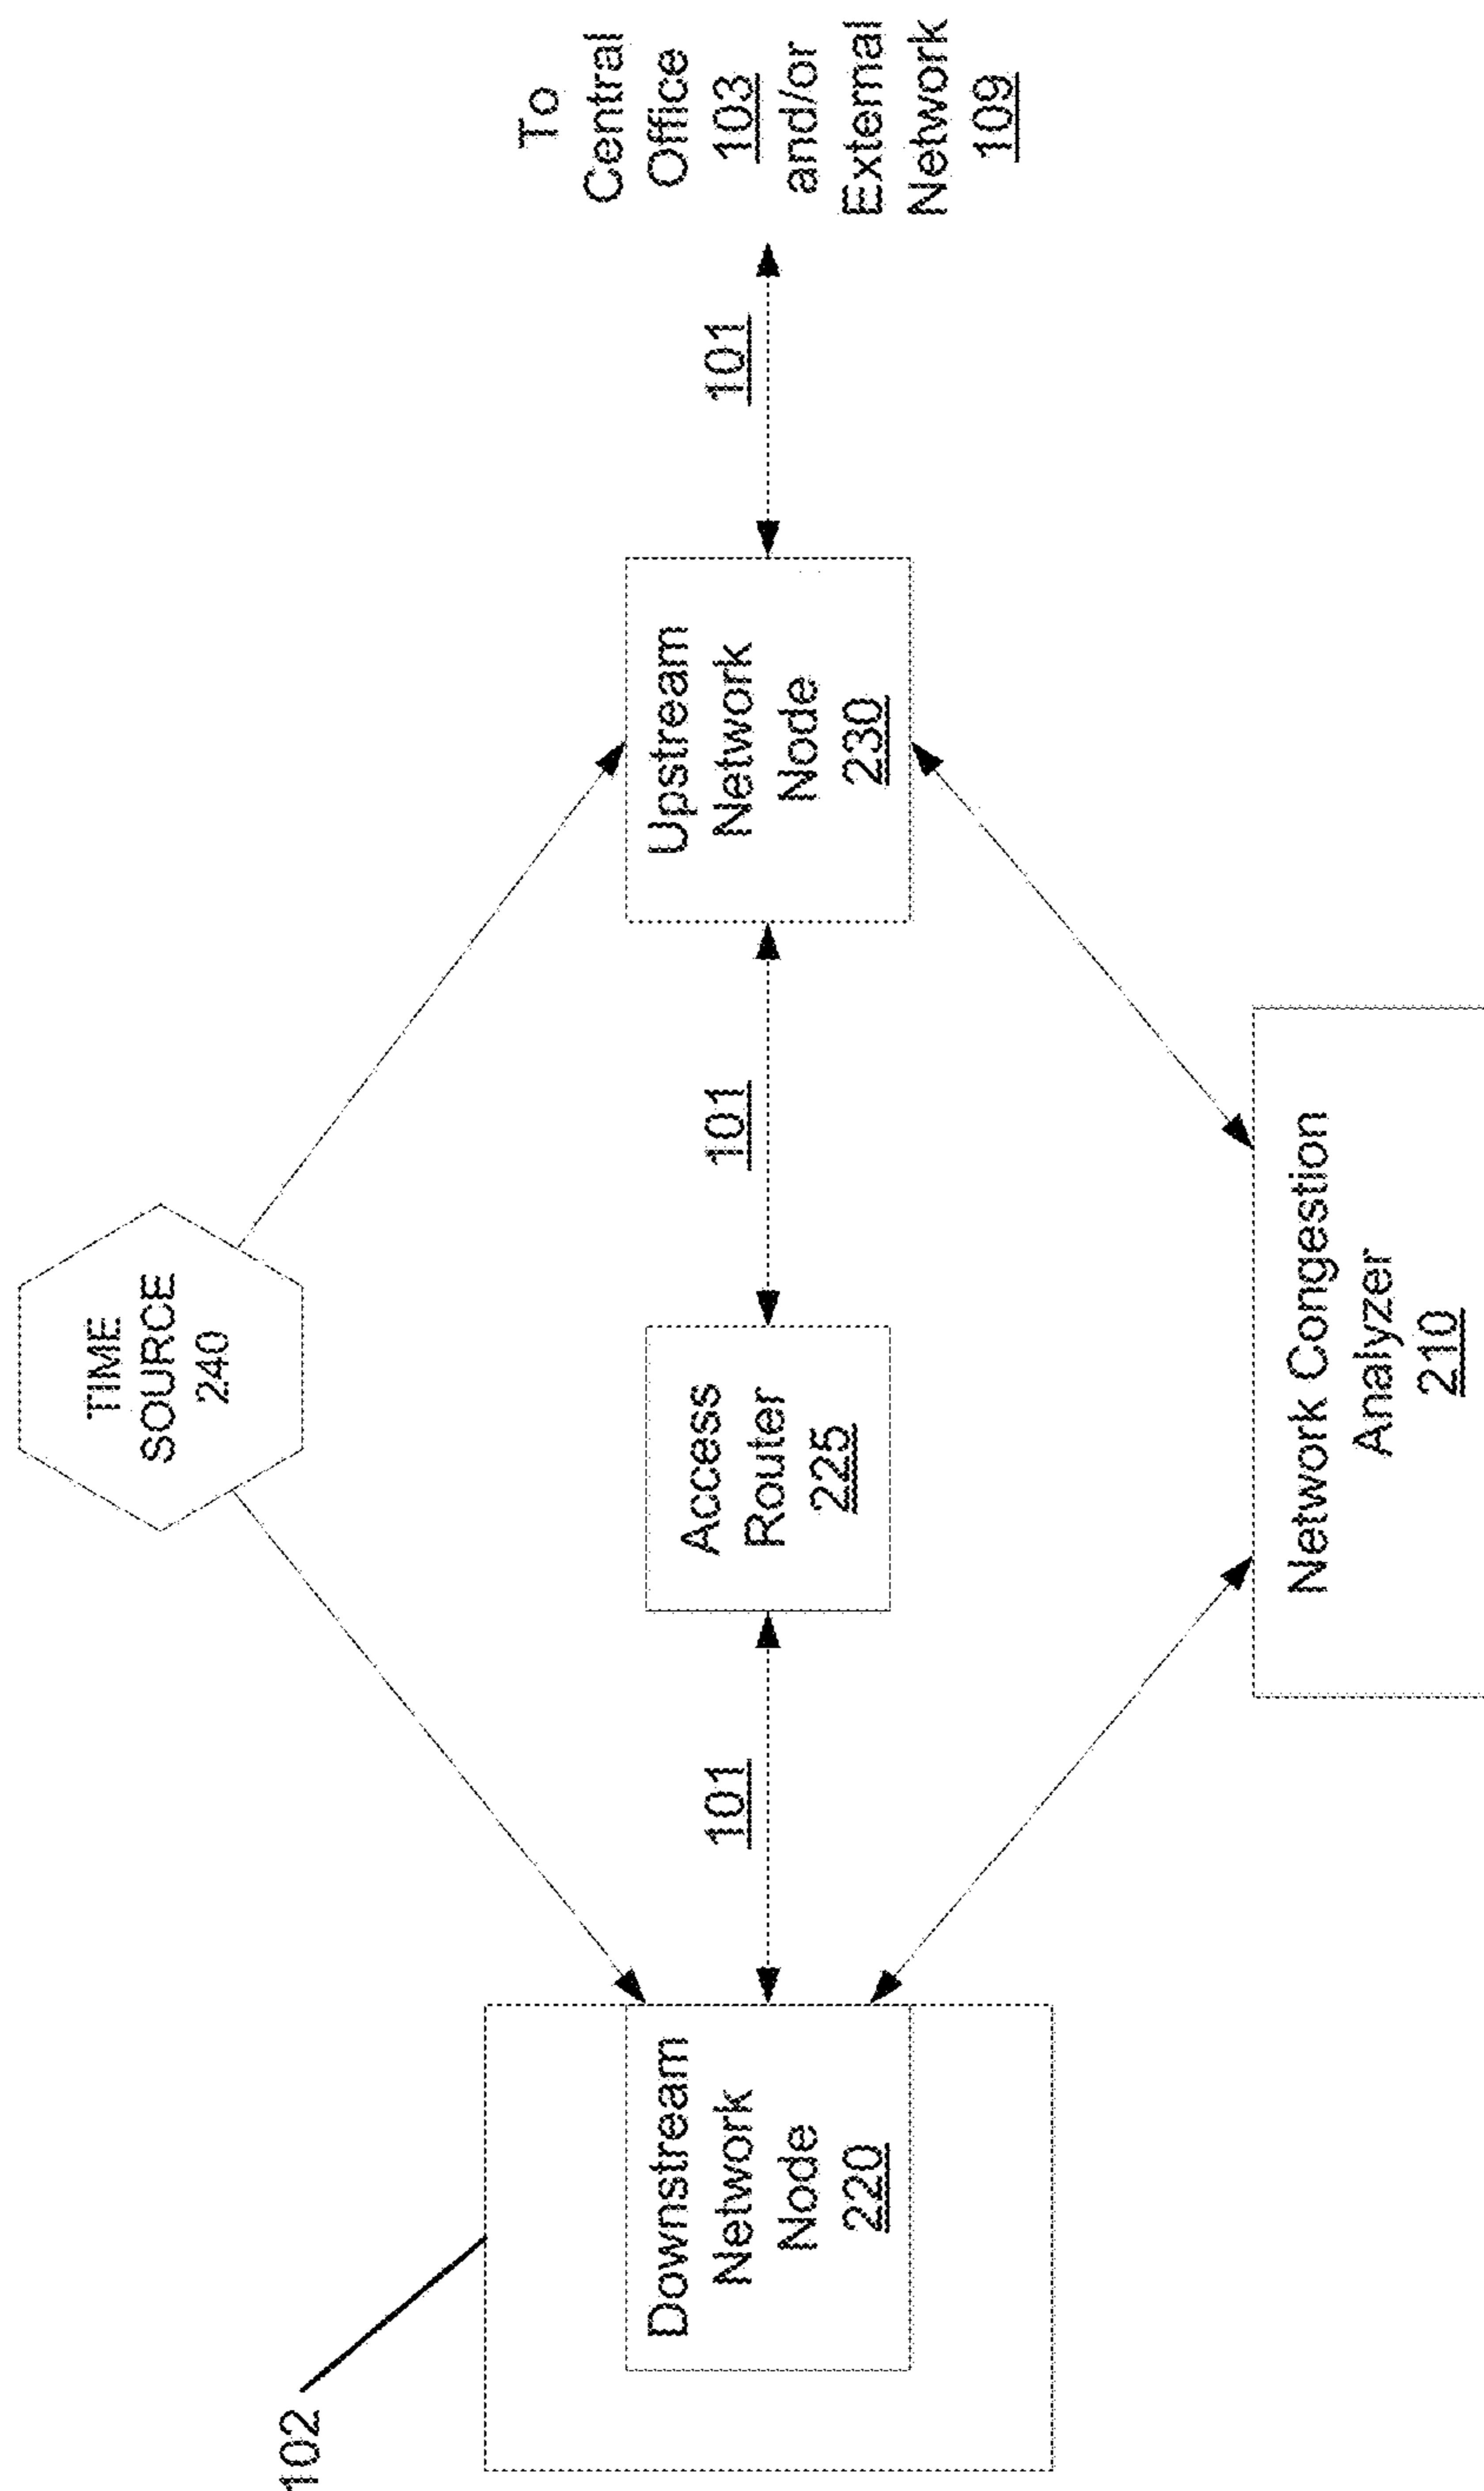 TIME
SOURCE
240
102
Downstream
Network
Node
220
101
Access
Router
225
101
Upstream
Network
Node
230
101
To
Central
Office
103
and/or
External
Network
109
Network Congestion
Analyzer
210